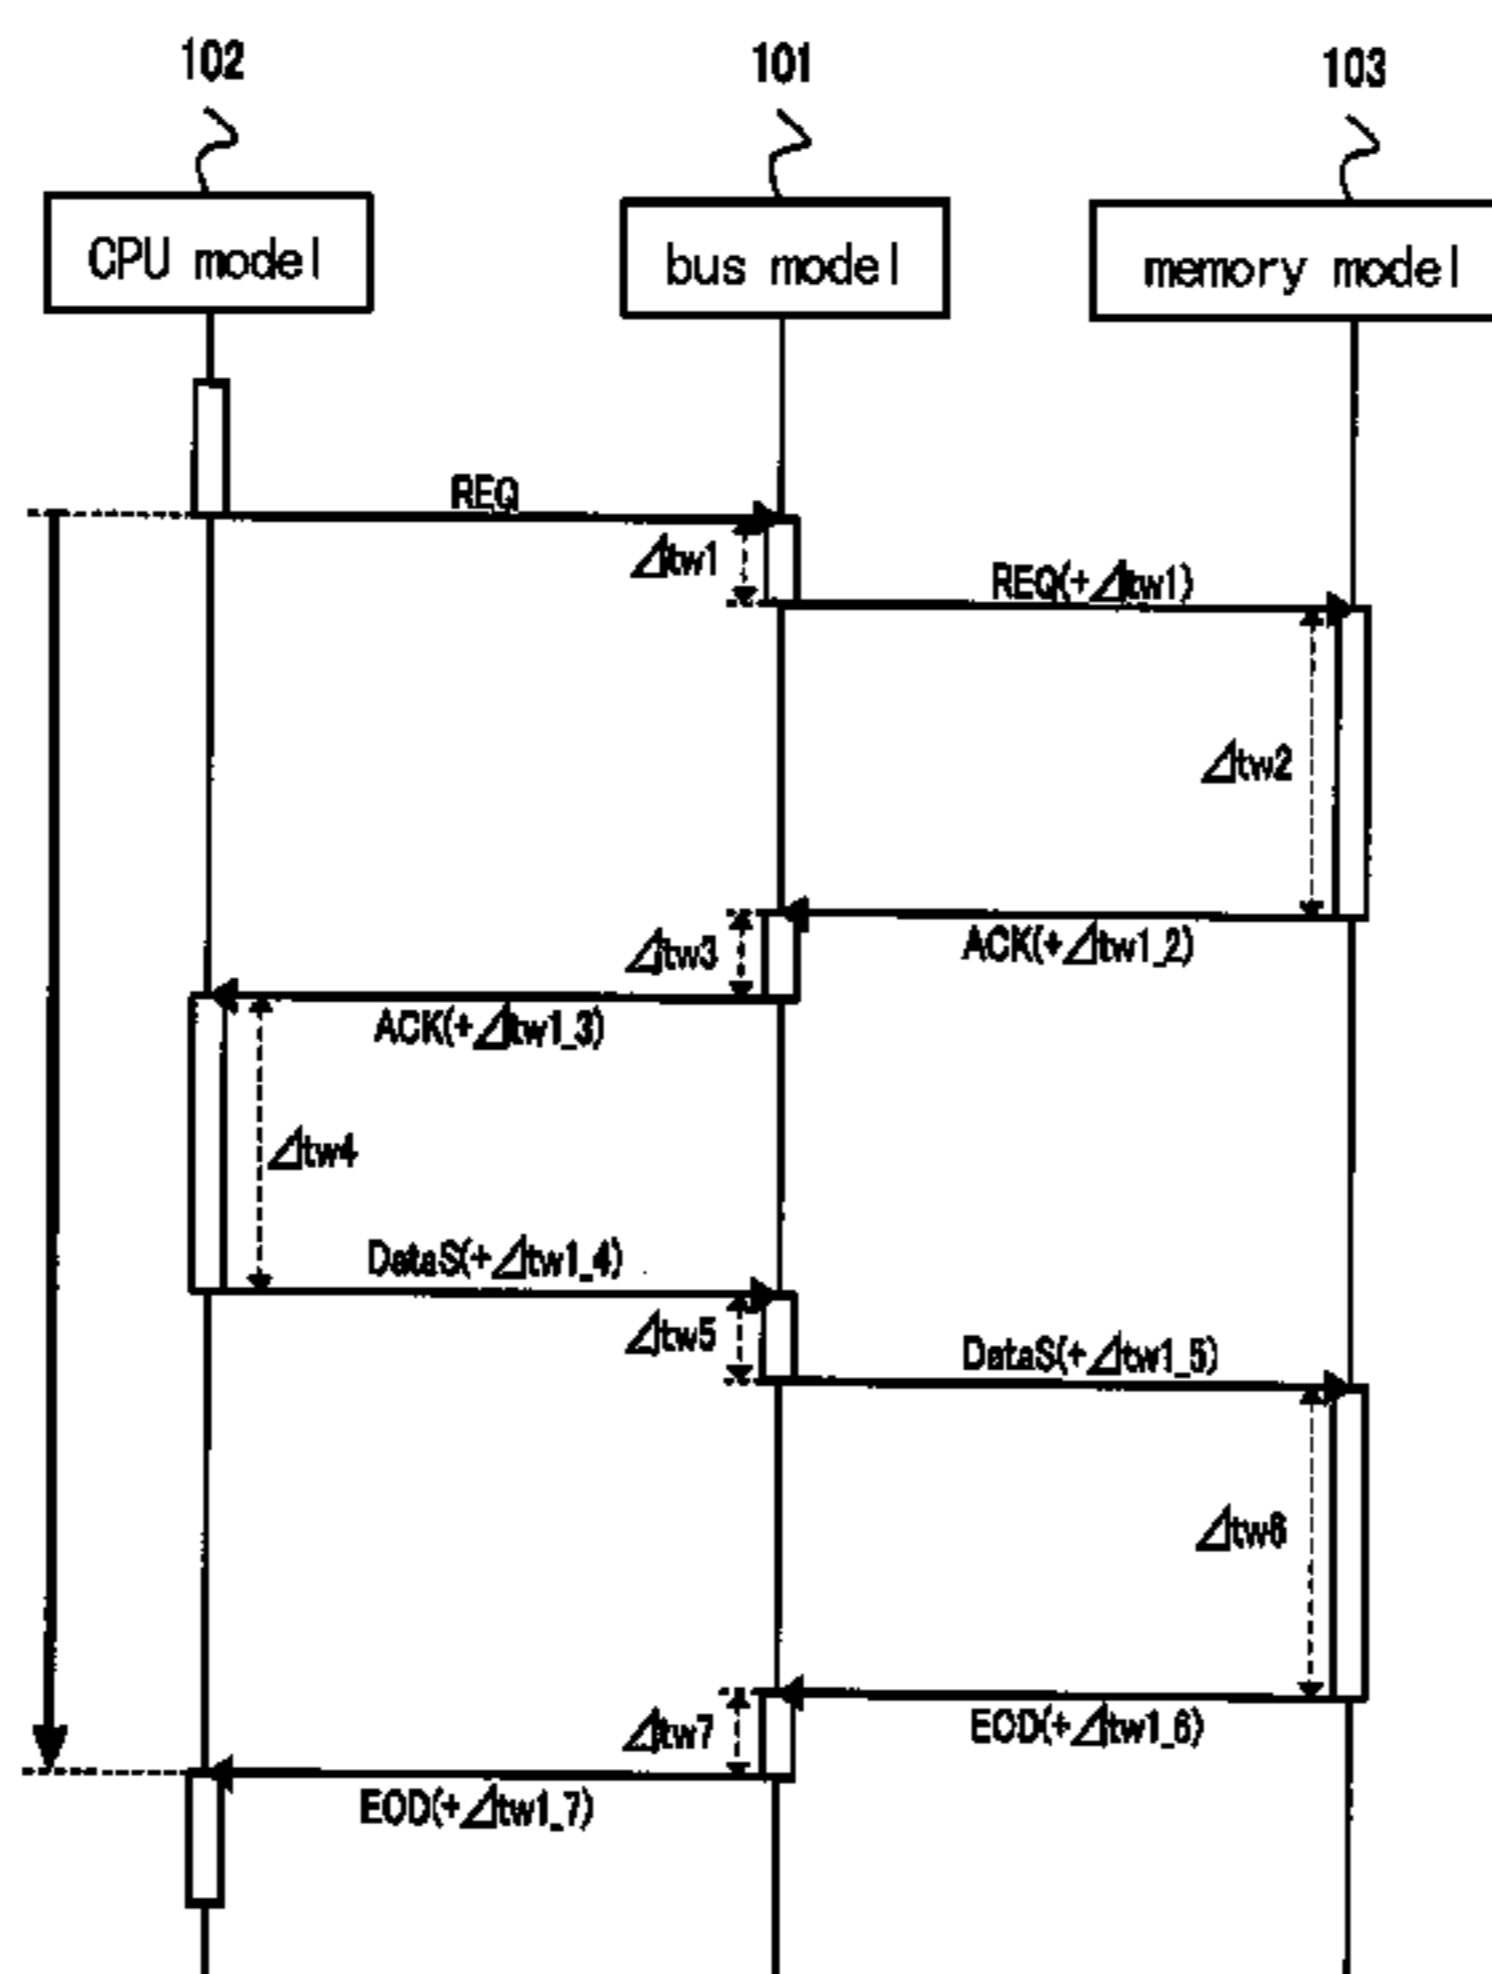 102 101 103
CPU model bus model memory model
REQ
⊿tw1
REQ(+⊿tw1)
⊿tw2
ACK(+⊿tw1_2)
⊿tw3
ACK(+⊿tw1_3)
⊿tw4
DataS(+⊿tw1_4)
⊿tw5
DataS(+⊿tw1_5)
⊿tw6
EOD(+⊿tw1_6)
⊿tw7
EOD(+⊿tw1_7)